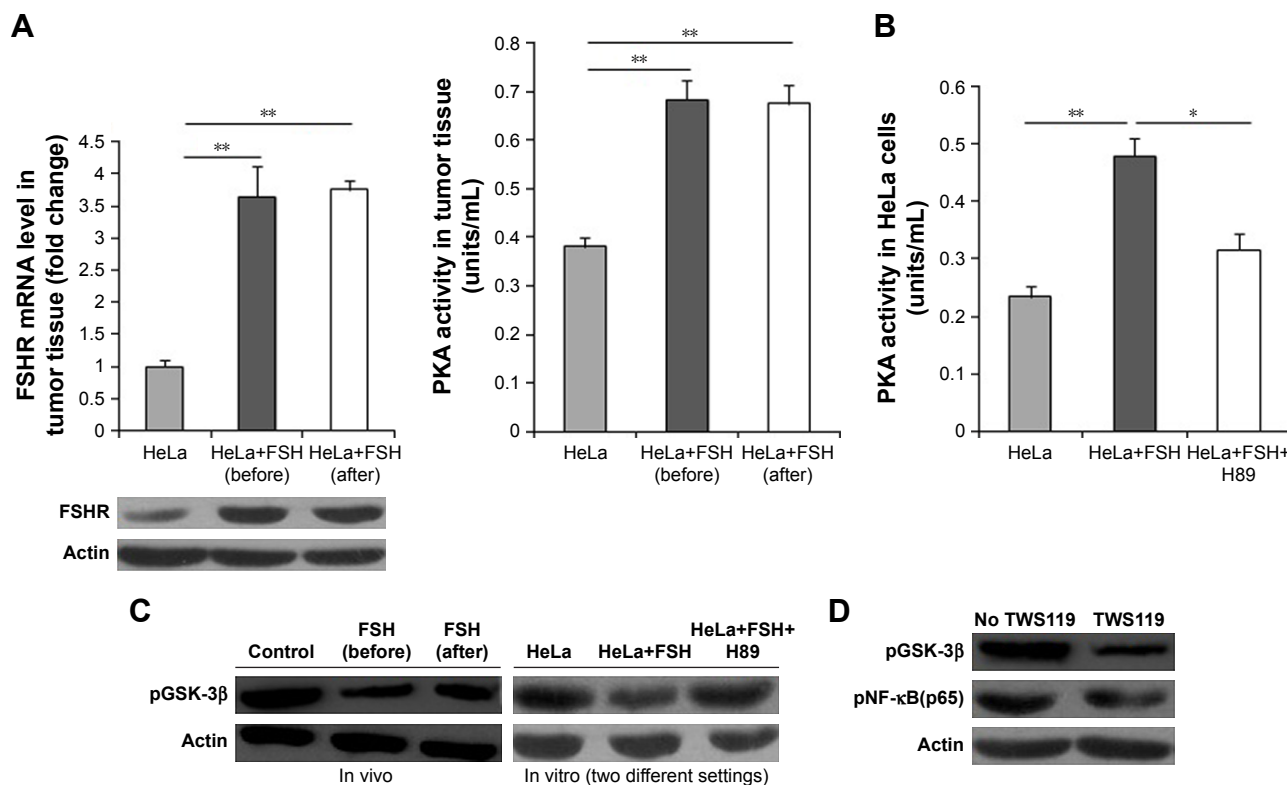 A
FSHR mRNA level in
tumor tissue (fold change)
4.5
4
3.5
3
2.5
2
1.5
1
0.5
0
**
**
HeLa
HeLa+FSH
(before)
HeLa+FSH
(after)
FSHR
Actin
PKA activity in tumor tissue
(units/mL)
0.8
0.7
0.6
0.5
0.4
0.3
0.2
0.1
0
**
**
HeLa
HeLa+FSH
(before)
HeLa+FSH
(after)
B
PKA activity in HeLa cells
(units/mL)
0.6
0.5
0.4
0.3
0.2
0.1
0
**
*
HeLa
HeLa+FSH
HeLa+FSH+
H89
C
Control
FSH
(before)
FSH
(after)
HeLa
HeLa+FSH
HeLa+FSH+
H89
pGSK-3β
Actin
In vivo
In vitro (two different settings)
D
No TWS119
TWS119
pGSK-3β
pNF-κB(p65)
Actin